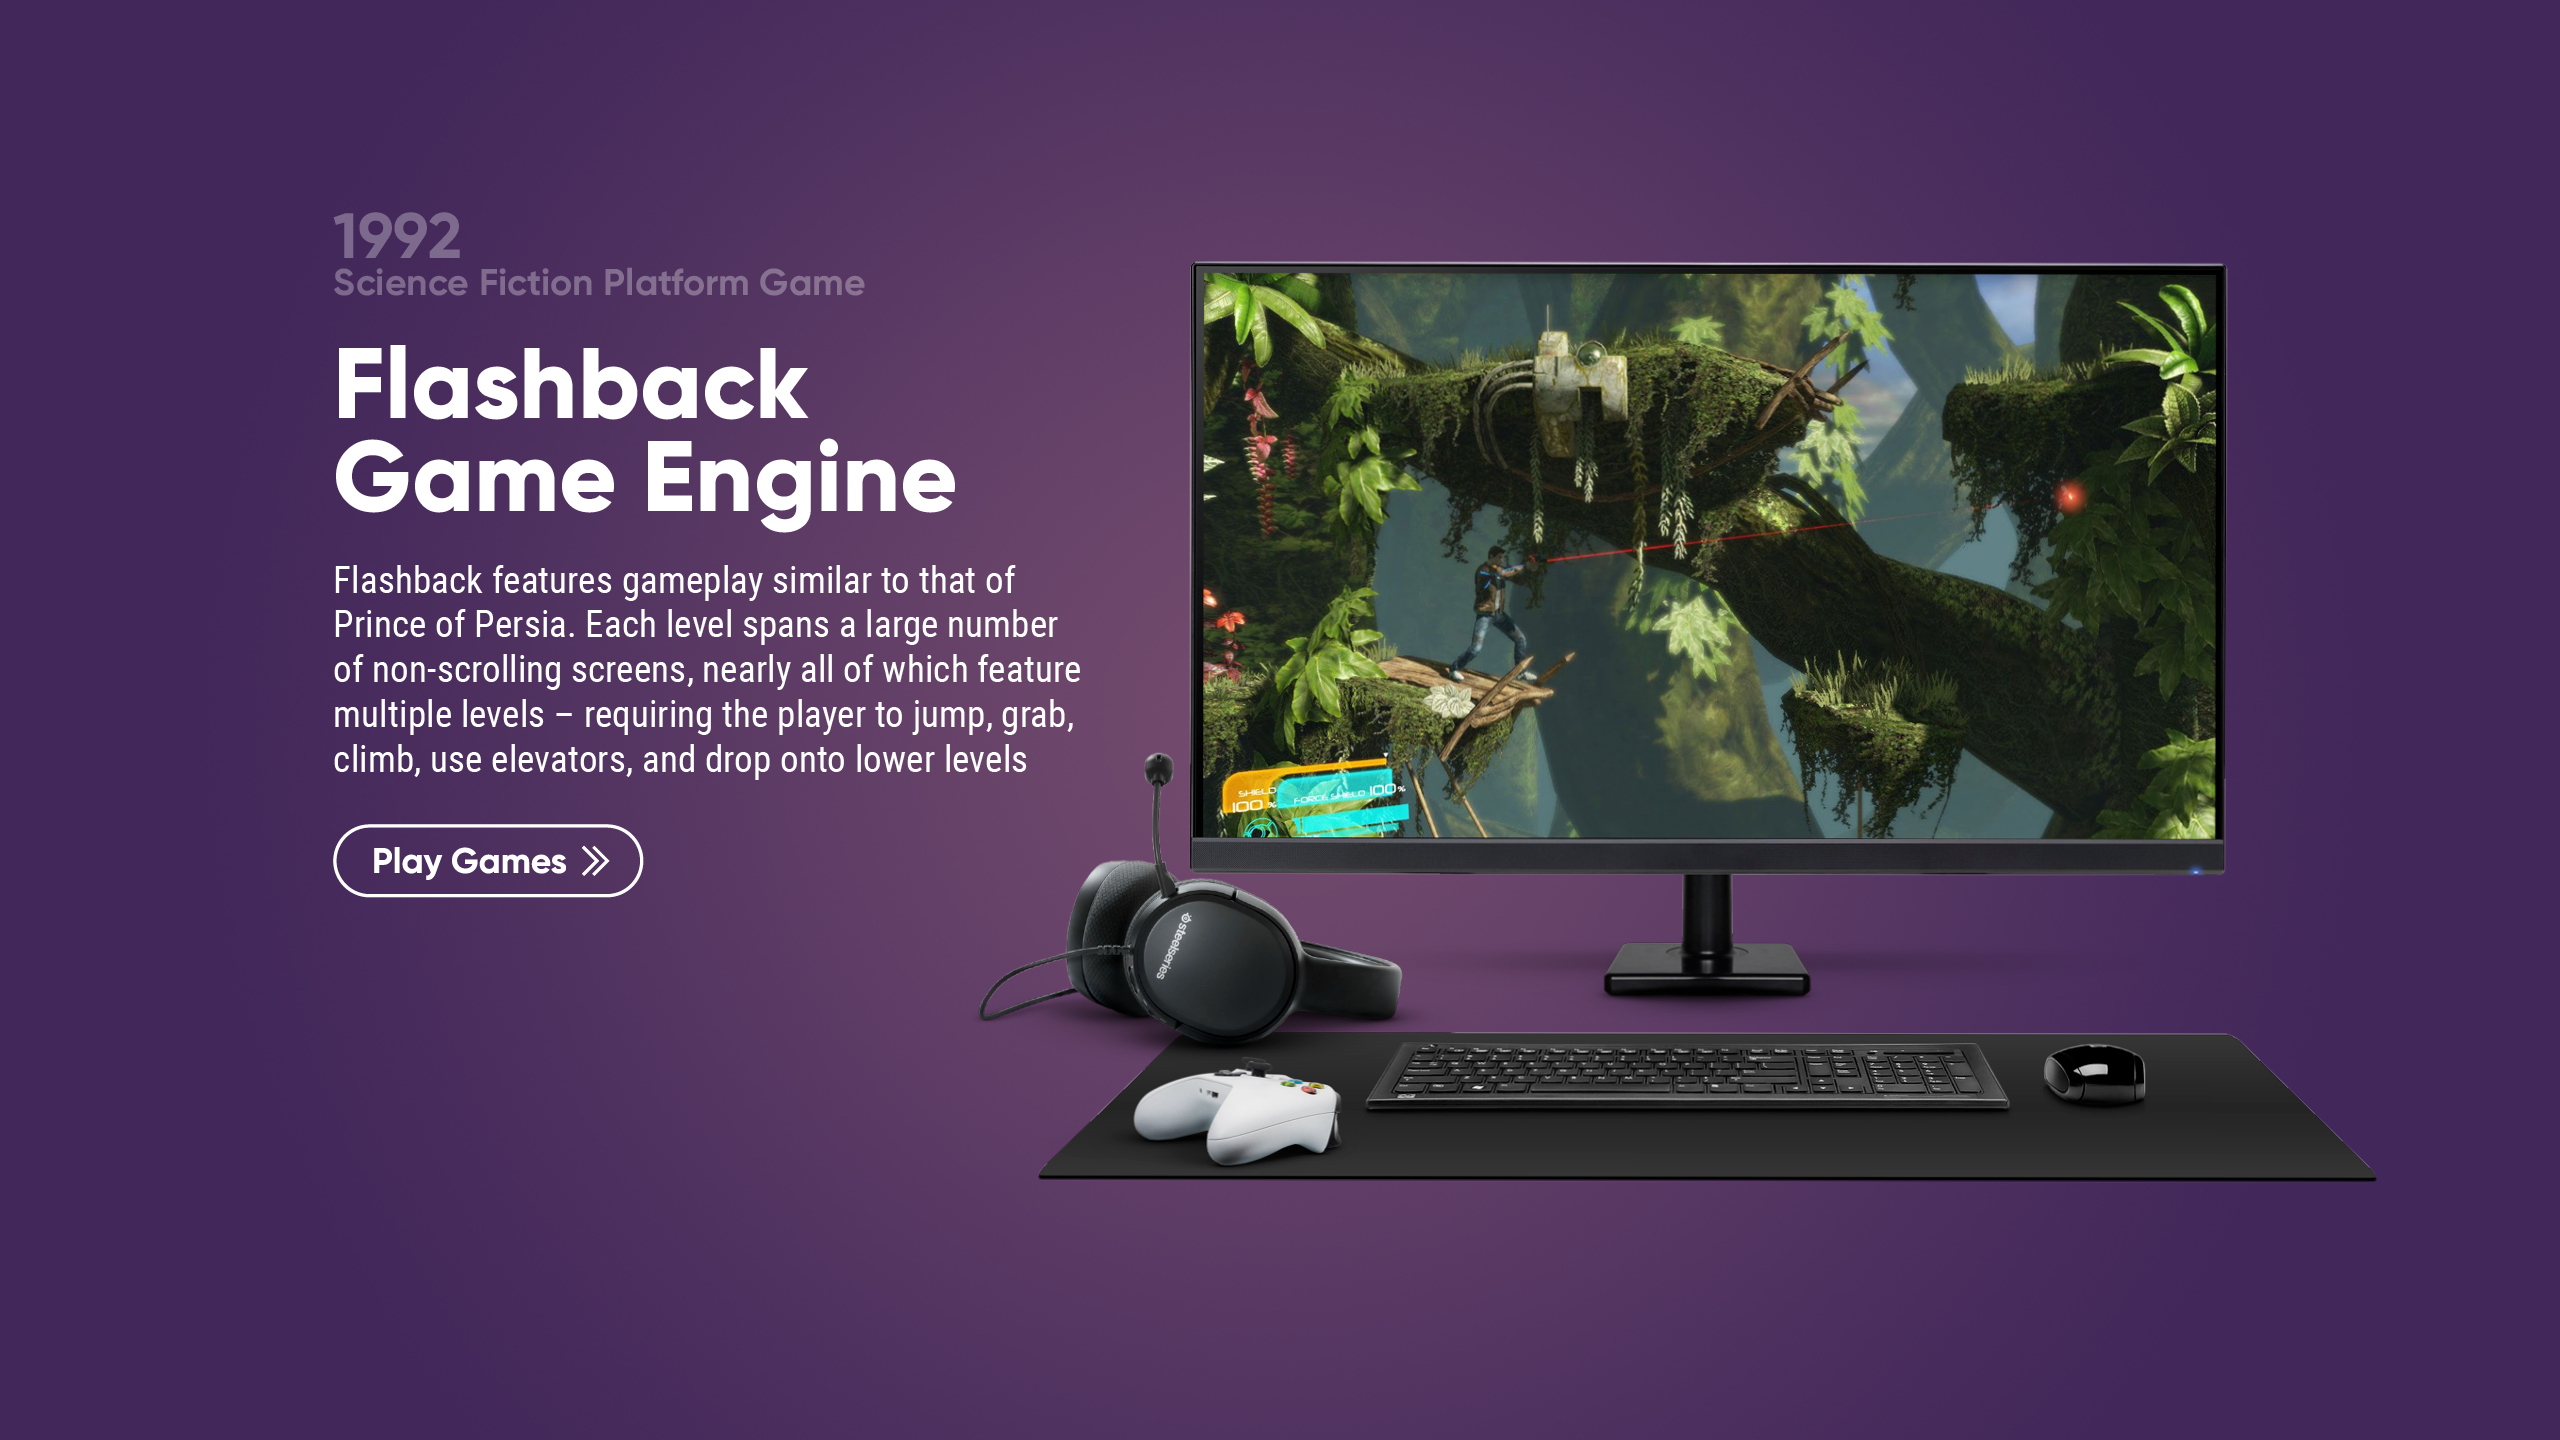 1992
Science Fiction Platform Game
Flashback
Game Engine
Flashback features gameplay similar to that of
Prince of Persia. Each level spans a large number
of non-scrolling screens, nearly all of which feature
multiple levels – requiring the player to jump, grab,
climb, use elevators, and drop onto lower levels
Play Games
SHIELD
100 %
FORCE SHIELD 100%
steelseries